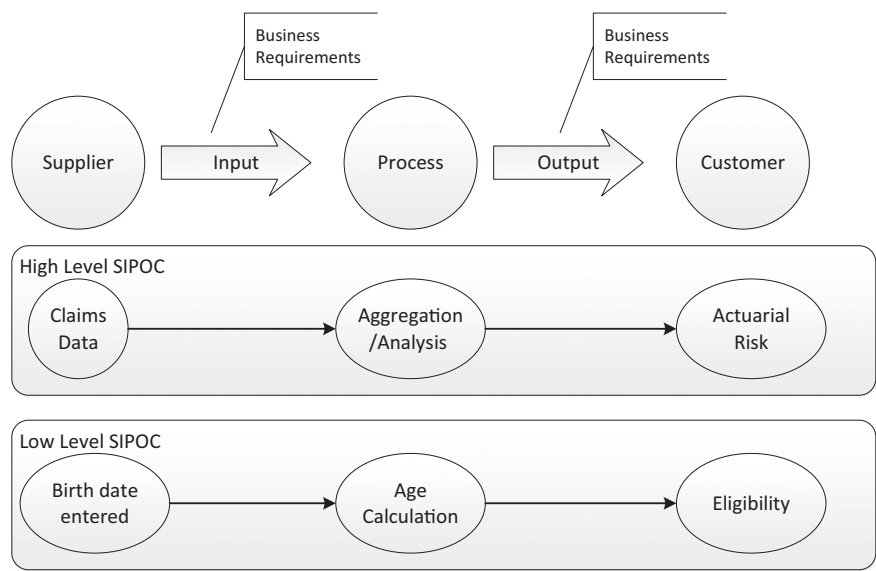 Business
Requirements
Business
Requirements
Supplier
Input
Process
Output
Customer
High Level SIPOC
Claims
Data
Aggregation
/Analysis
Actuarial
Risk
Low Level SIPOC
Birth date
entered
Age
Calculation
Eligibility